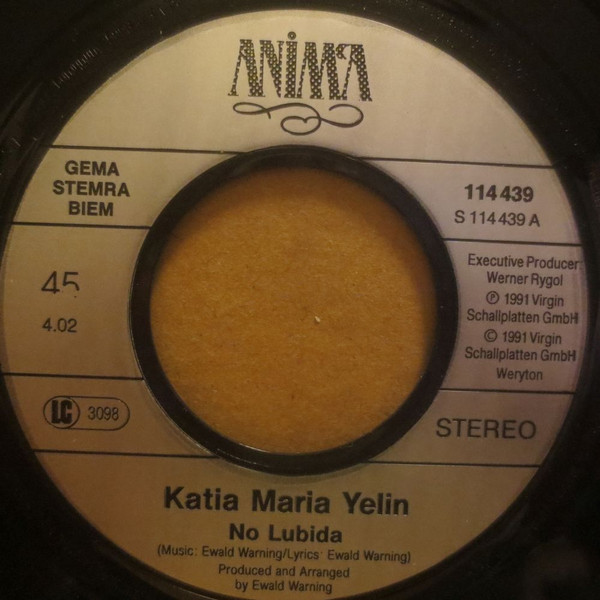 ANIMA
GEMA
STEMRA
BIEM
114 439
S 114 439 A
45
4.02
Executive Producer
Werner Rygol
℗ 1991 Virgin
Schallplatten GmbH
© 1991 Virgin
Schallplatten GmbH
Weryton
LC 3098
STEREO
Katia Maria Yelin
No Lubida
(Music: Ewald Warning/Lyrics: Ewald Warning)
Produced and Arranged
by Ewald Warning